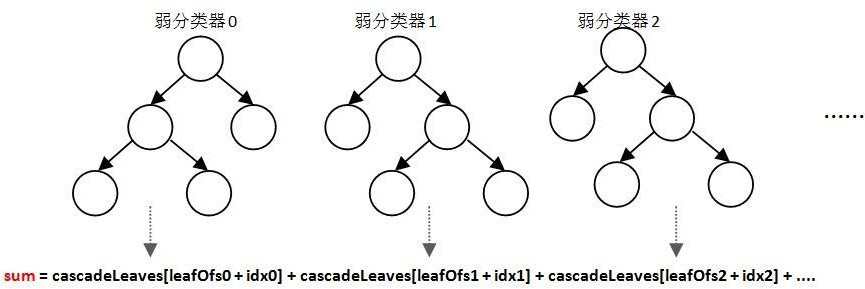 弱分类器0 弱分类器1 弱分类器2
......
sum = cascadeLeaves[leafOfs0 + idx0] + cascadeLeaves[leafOfs1 + idx1] + cascadeLeaves[leafOfs2 + idx2] + ....